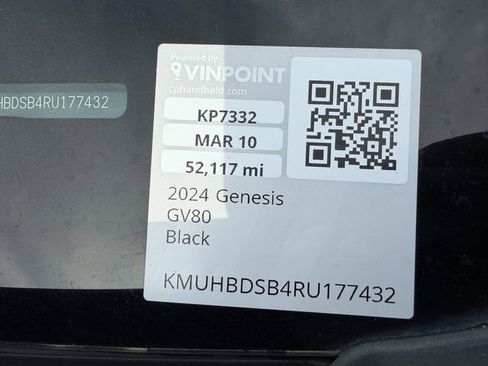 Powered by
VINPOINT
cphandheld.com
HBDSB4RU177432
KP7332
MAR 10
52,117 mi
2024 Genesis
GV80
Black
KMUHBDSB4RU177432